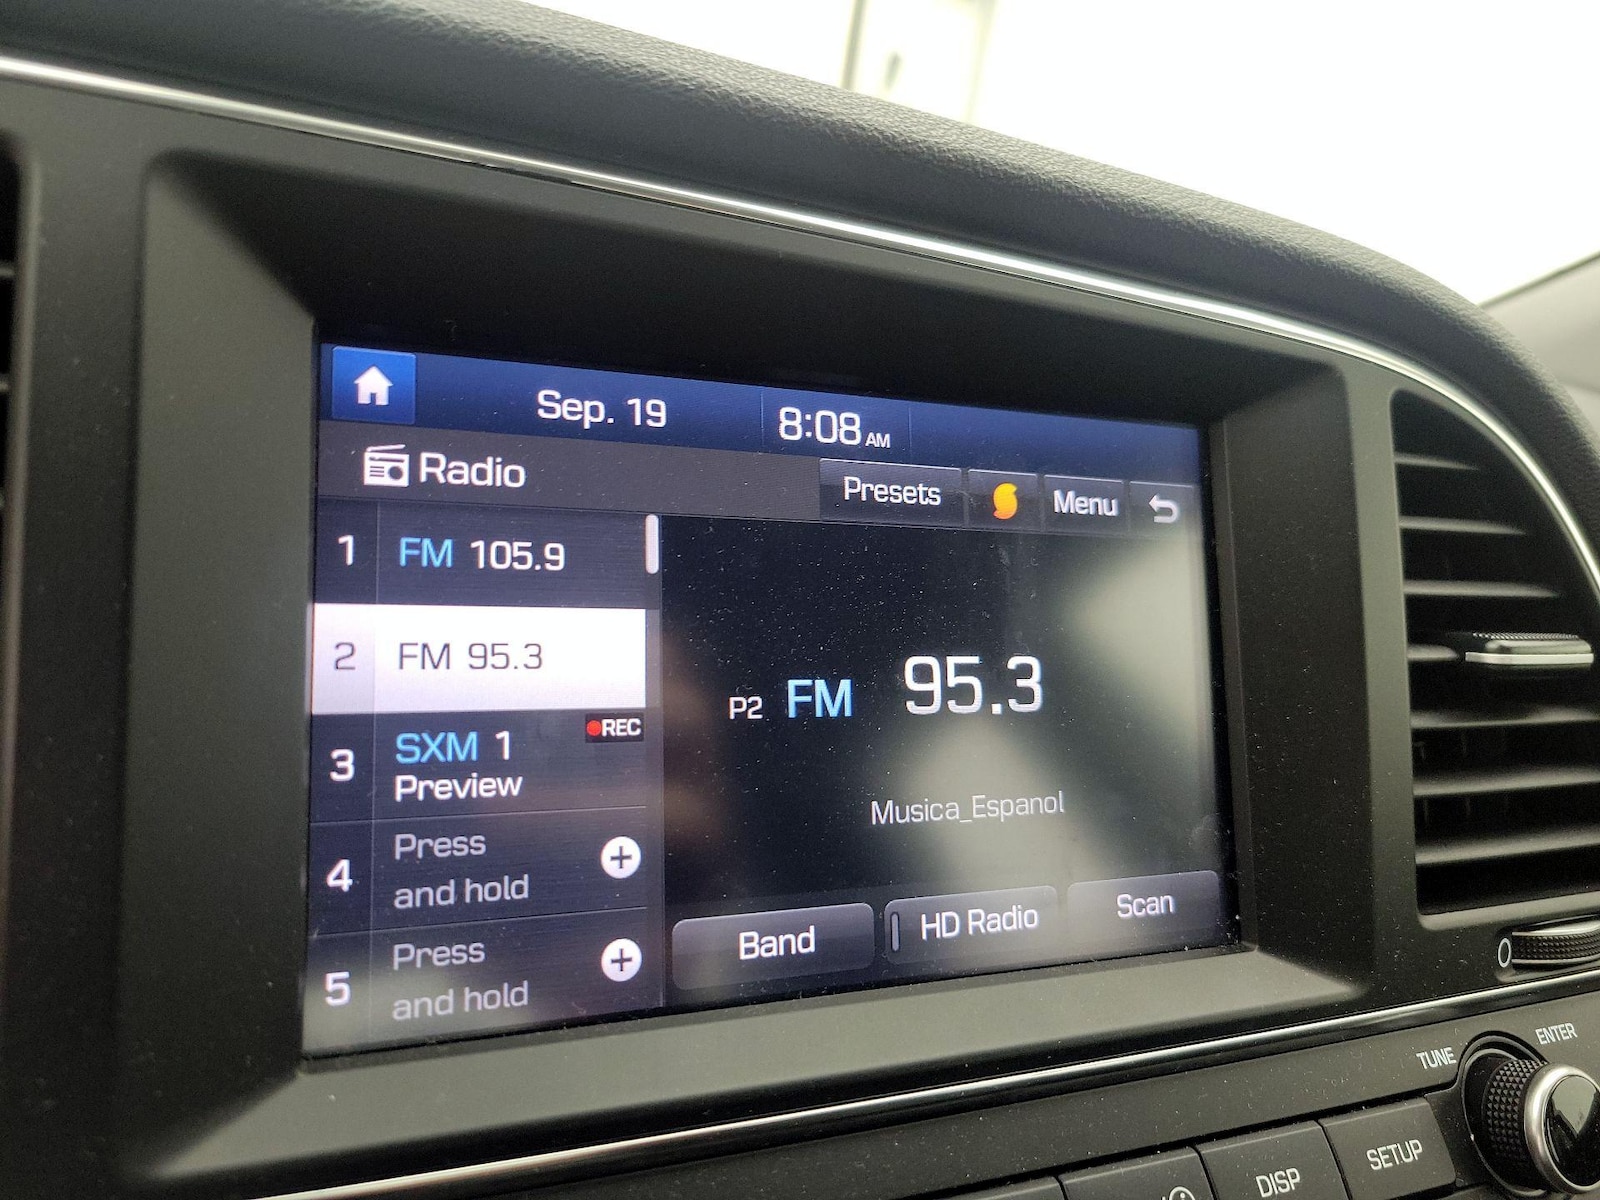 Sep. 19
8:08 AM
Radio
Presets
Menu
1 FM 105.9
2 FM 95.3
3 SXM 1 REC
Preview
4 Press
and hold
5 Press
and hold
P2 FM 95.3
Musica_Espanol
Band
HD Radio
Scan
TUNE
ENTER
DISP
SETUP